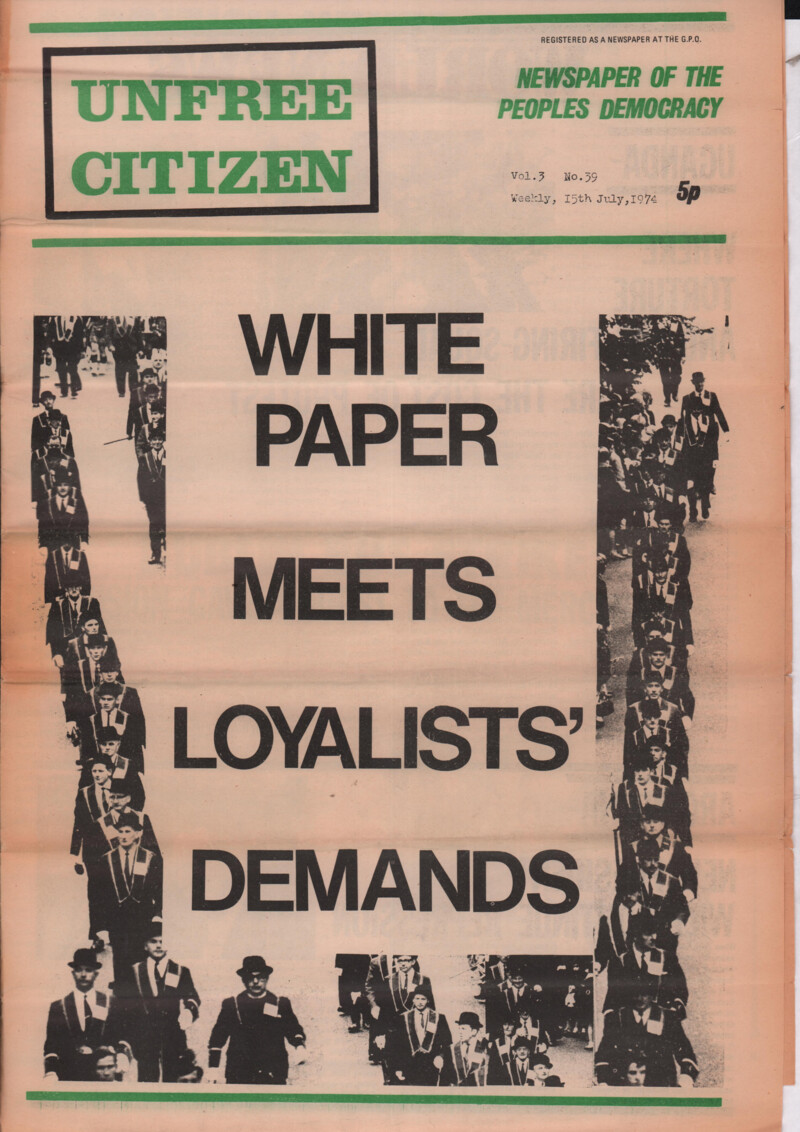 REGISTERED AS A NEWSPAPER AT THE G.P.O.
UNFREE
CITIZEN
NEWSPAPER OF THE
PEOPLES DEMOCRACY
Vol.3 No.39
Weekly, 15th July,1974
5p
WHITE
PAPER
MEETS
LOYALISTS’
DEMANDS